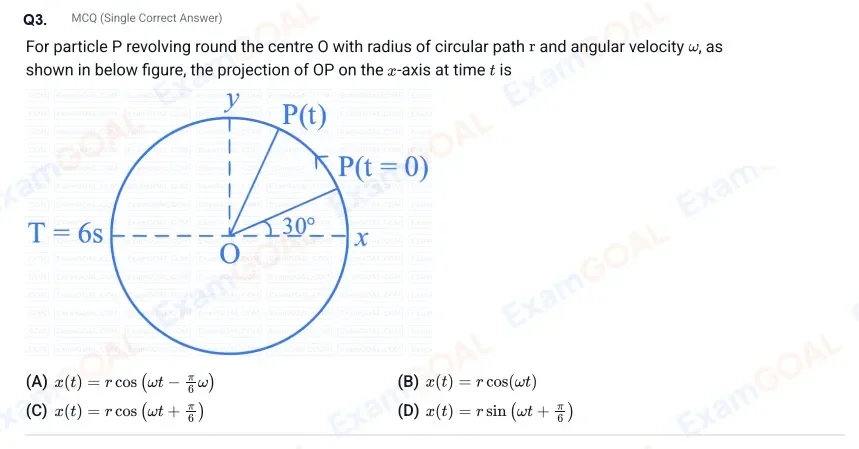 Q3. MCQ (Single Correct Answer)
For particle P revolving round the centre O with radius of circular path r and angular velocity ω, as
shown in below figure, the projection of OP on the x-axis at time t is
y
P(t)
P(t = 0)
T = 6s
30°
x
O
(A) x(t) = r cos (ωt − π/6 ω)
(B) x(t) = r cos(ωt)
(C) x(t) = r cos (ωt + π/6)
(D) x(t) = r sin (ωt + π/6)
ExamGOAL